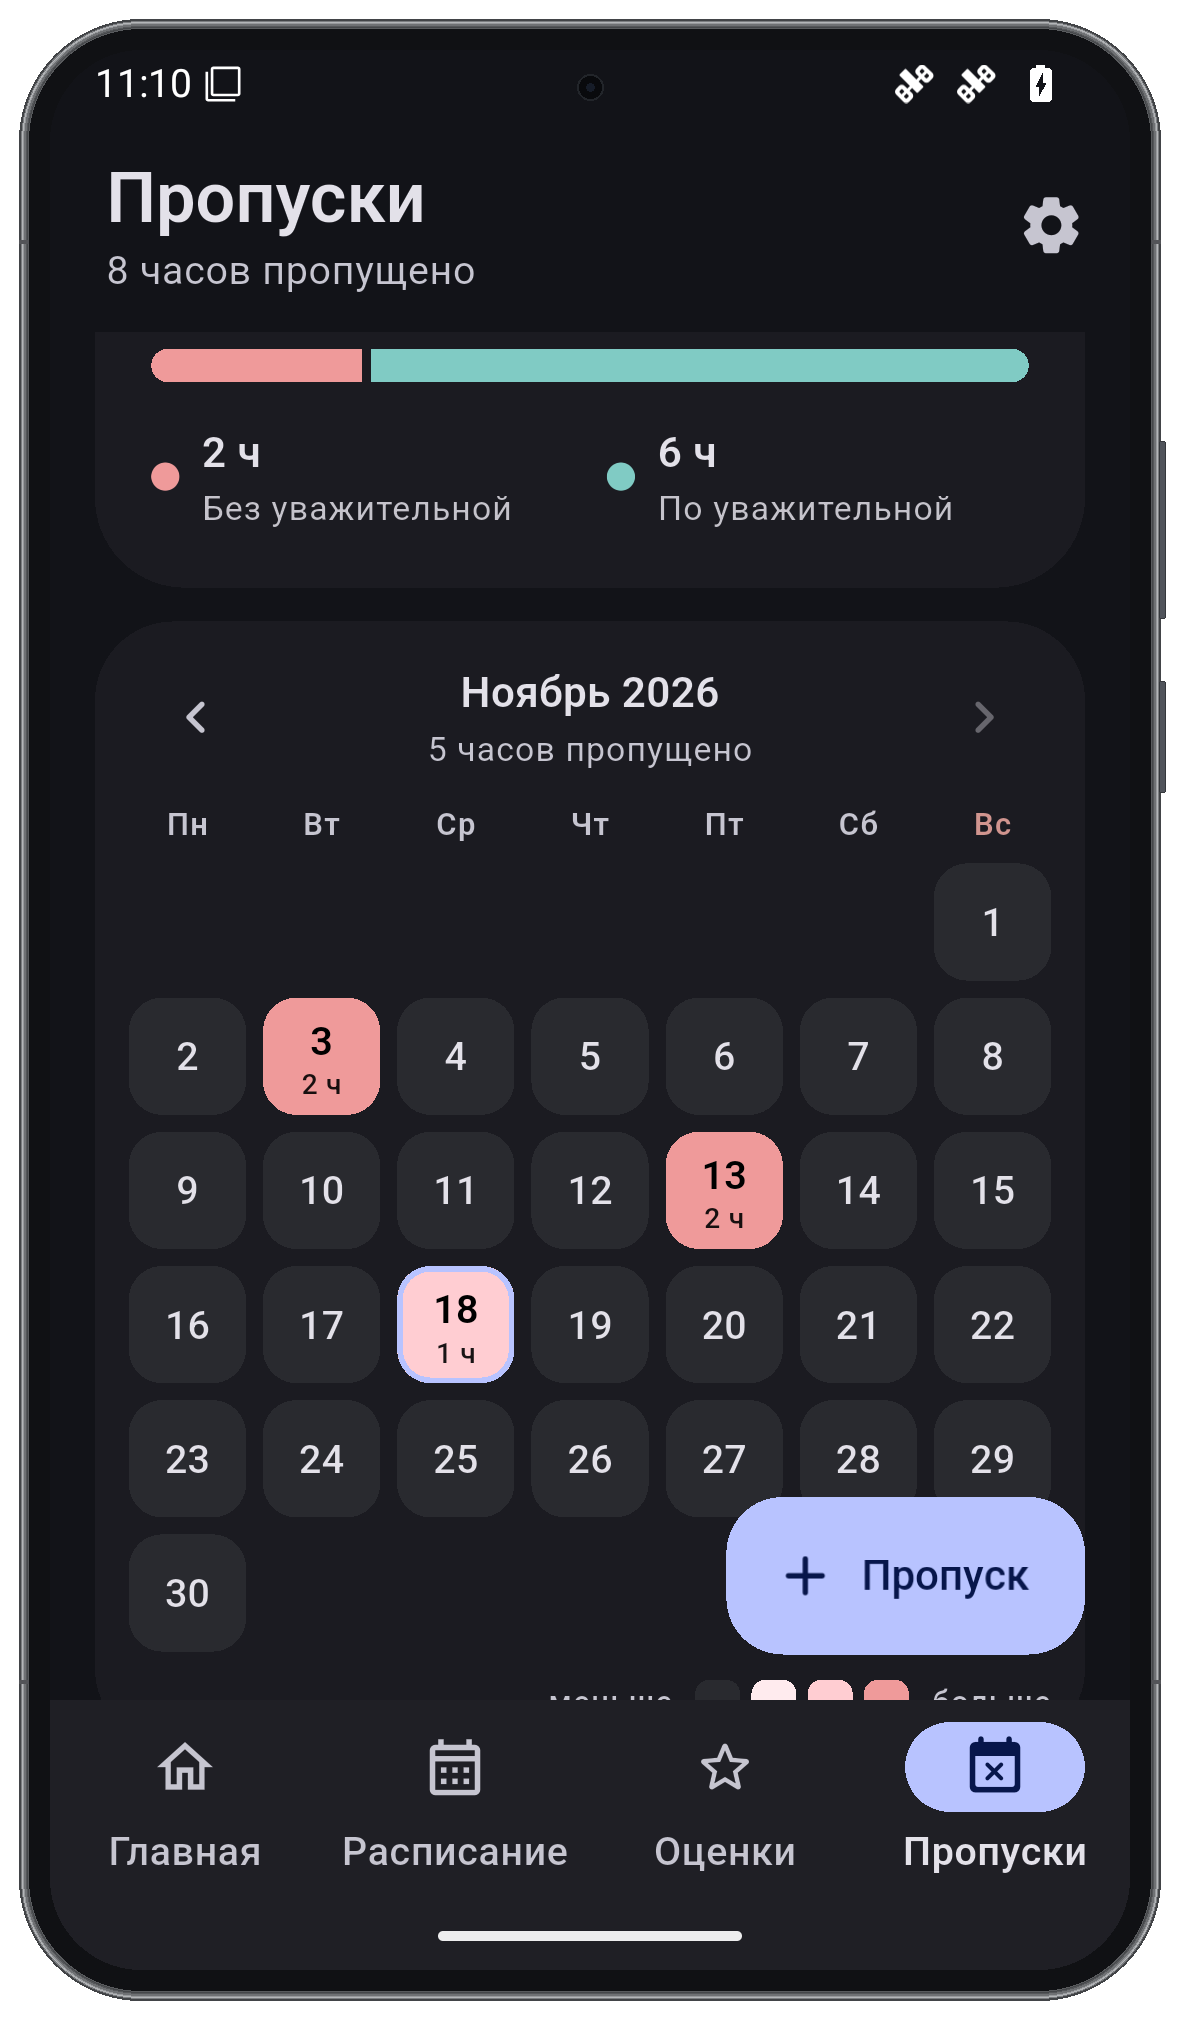 11:10
Пропуски
8 часов пропущено
2 ч
Без уважительной
6 ч
По уважительной
Ноябрь 2026
5 часов пропущено
Пн Вт Ср Чт Пт Сб Вс
1
2 3 4 5 6 7 8
2 ч
9 10 11 12 13 14 15
2 ч
16 17 18 19 20 21 22
1 ч
23 24 25 26 27 28 29
30
+ Пропуск
меньше больше
Главная Расписание Оценки Пропуски